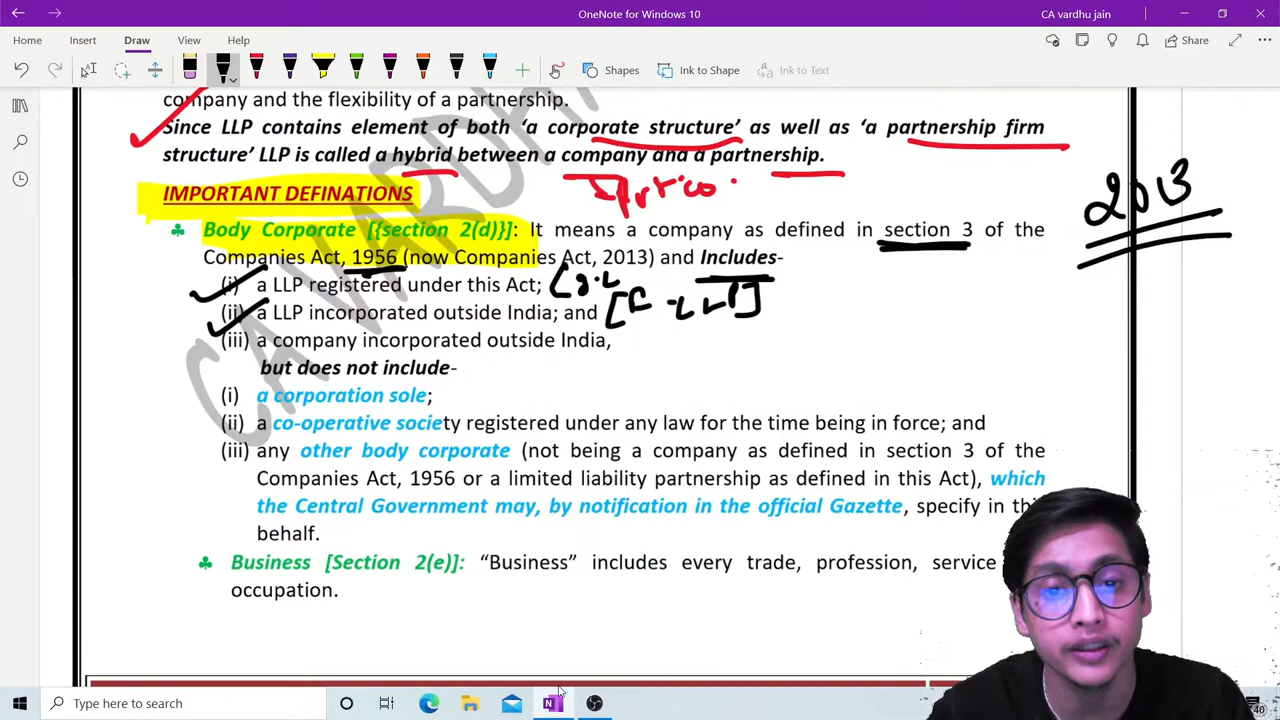 OneNote for Windows 10
CA vardhu jain
Home Insert Draw View Help
Share
Shapes Ink to Shape Ink to Text
company and the flexibility of a partnership.
Since LLP contains element of both ‘a corporate structure’ as well as ‘a partnership firm
structure’ LLP is called a hybrid between a company and a partnership.
IMPORTANT DEFINATIONS
2013
Body Corporate [{section 2(d)}]: It means a company as defined in section 3 of the
Companies Act, 1956 (now Companies Act, 2013) and Includes-
(i) a LLP registered under this Act;
(ii) a LLP incorporated outside India; and
(iii) a company incorporated outside India,
but does not include-
(i) a corporation sole;
(ii) a co-operative society registered under any law for the time being in force; and
(iii) any other body corporate (not being a company as defined in section 3 of the
Companies Act, 1956 or a limited liability partnership as defined in this Act), which
the Central Government may, by notification in the official Gazette, specify in this
behalf.
Business [Section 2(e)]: “Business” includes every trade, profession, service
occupation.
CA VARDH
Type here to search